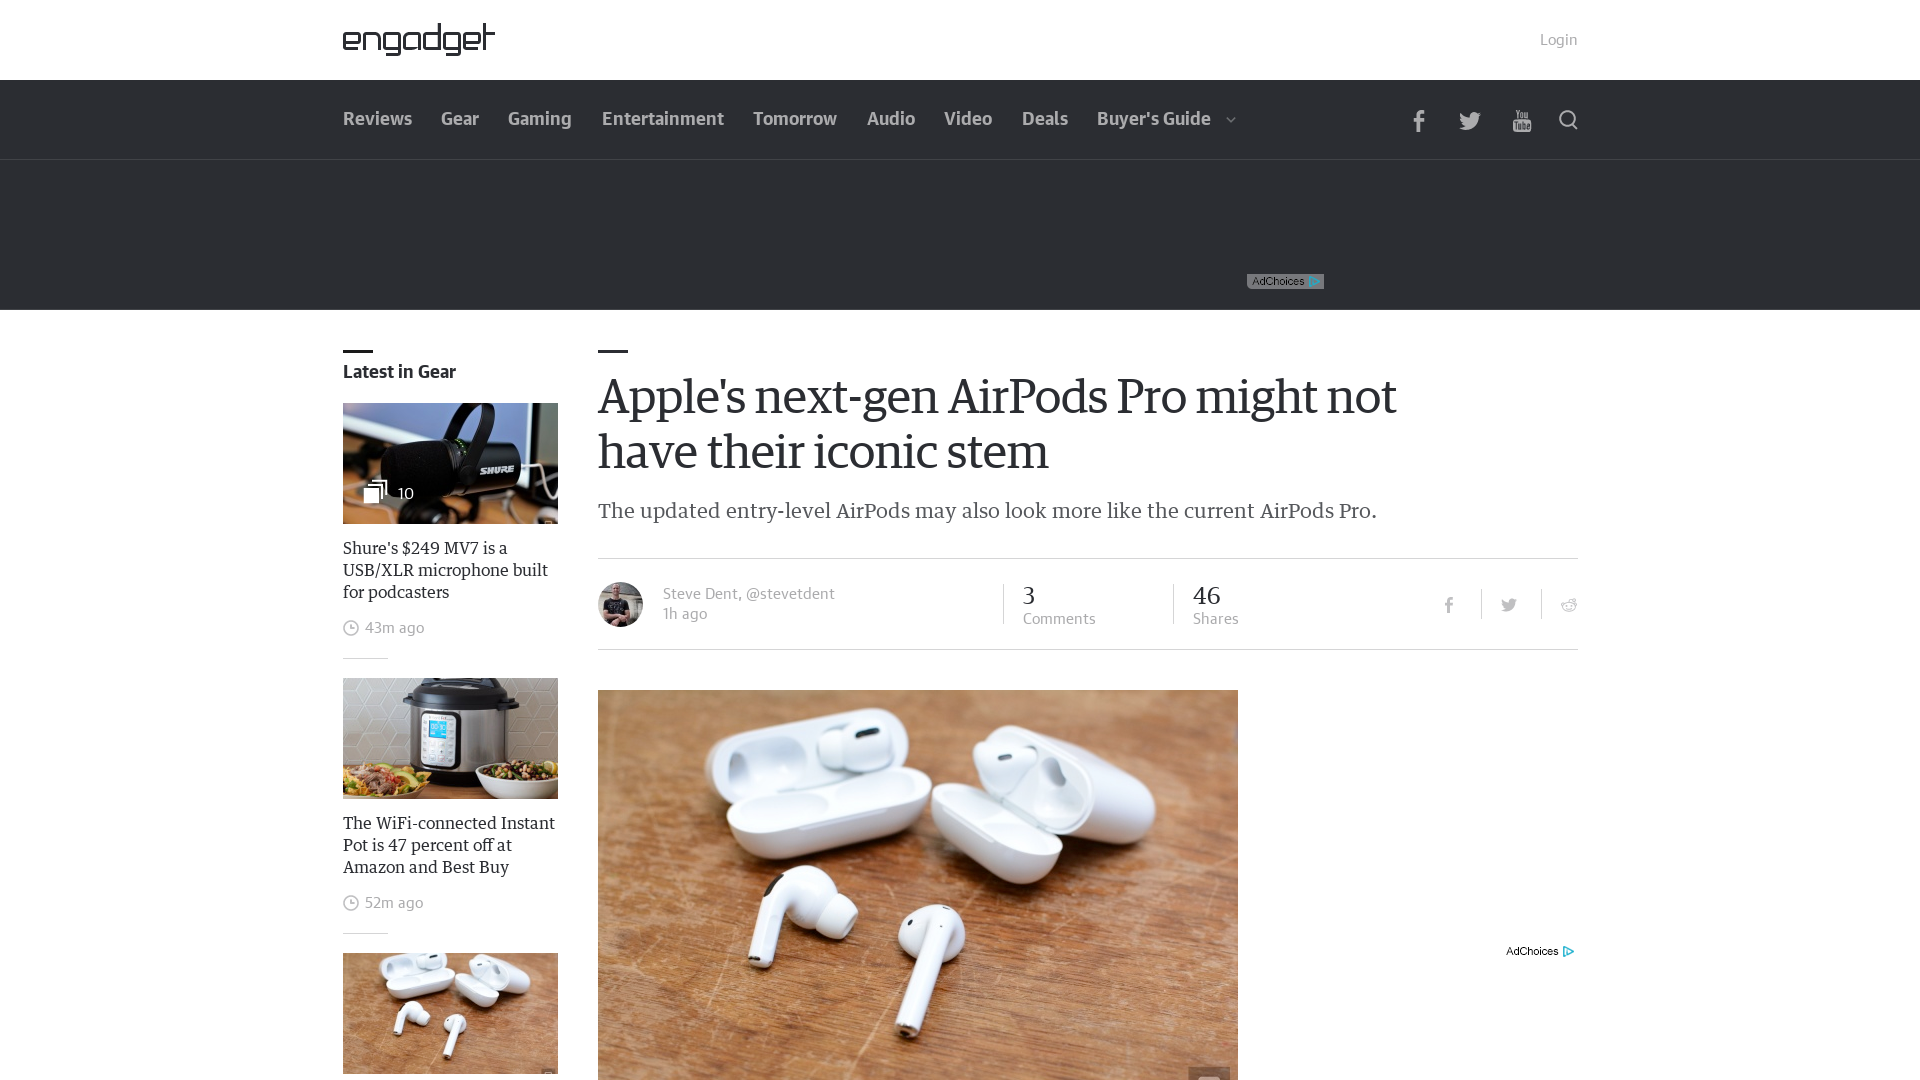 engadget
Login
Reviews
Gear
Gaming
Entertainment
Tomorrow
Audio
Video
Deals
Buyer's Guide
You
Tube
AdChoices
Latest in Gear
SHURE
10
Shure's $249 MV7 is a
USB/XLR microphone built
for podcasters
43m ago
The WiFi-connected Instant
Pot is 47 percent off at
Amazon and Best Buy
52m ago
Apple's next-gen AirPods Pro might not
have their iconic stem
The updated entry-level AirPods may also look more like the current AirPods Pro.
Steve Dent, @stevetdent
1h ago
3
Comments
46
Shares
AdChoices